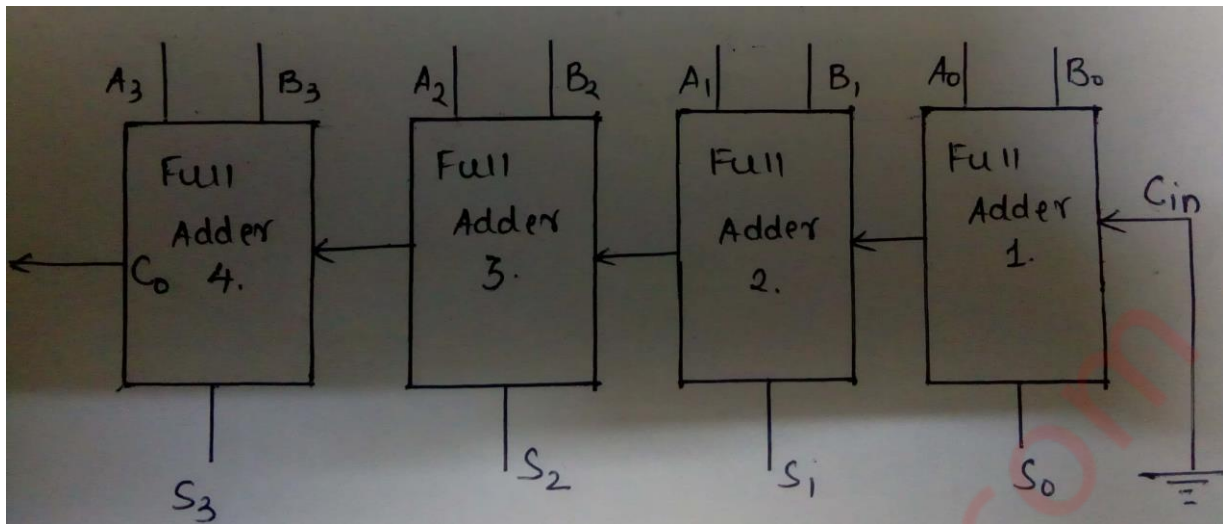 A3 B3 A2 B2 A1 B1 A0 B0
Full Full Full Full
Adder Adder Adder Adder
4. 3. 2. 1.
Cin
C0
S3 S2 S1 S0
com